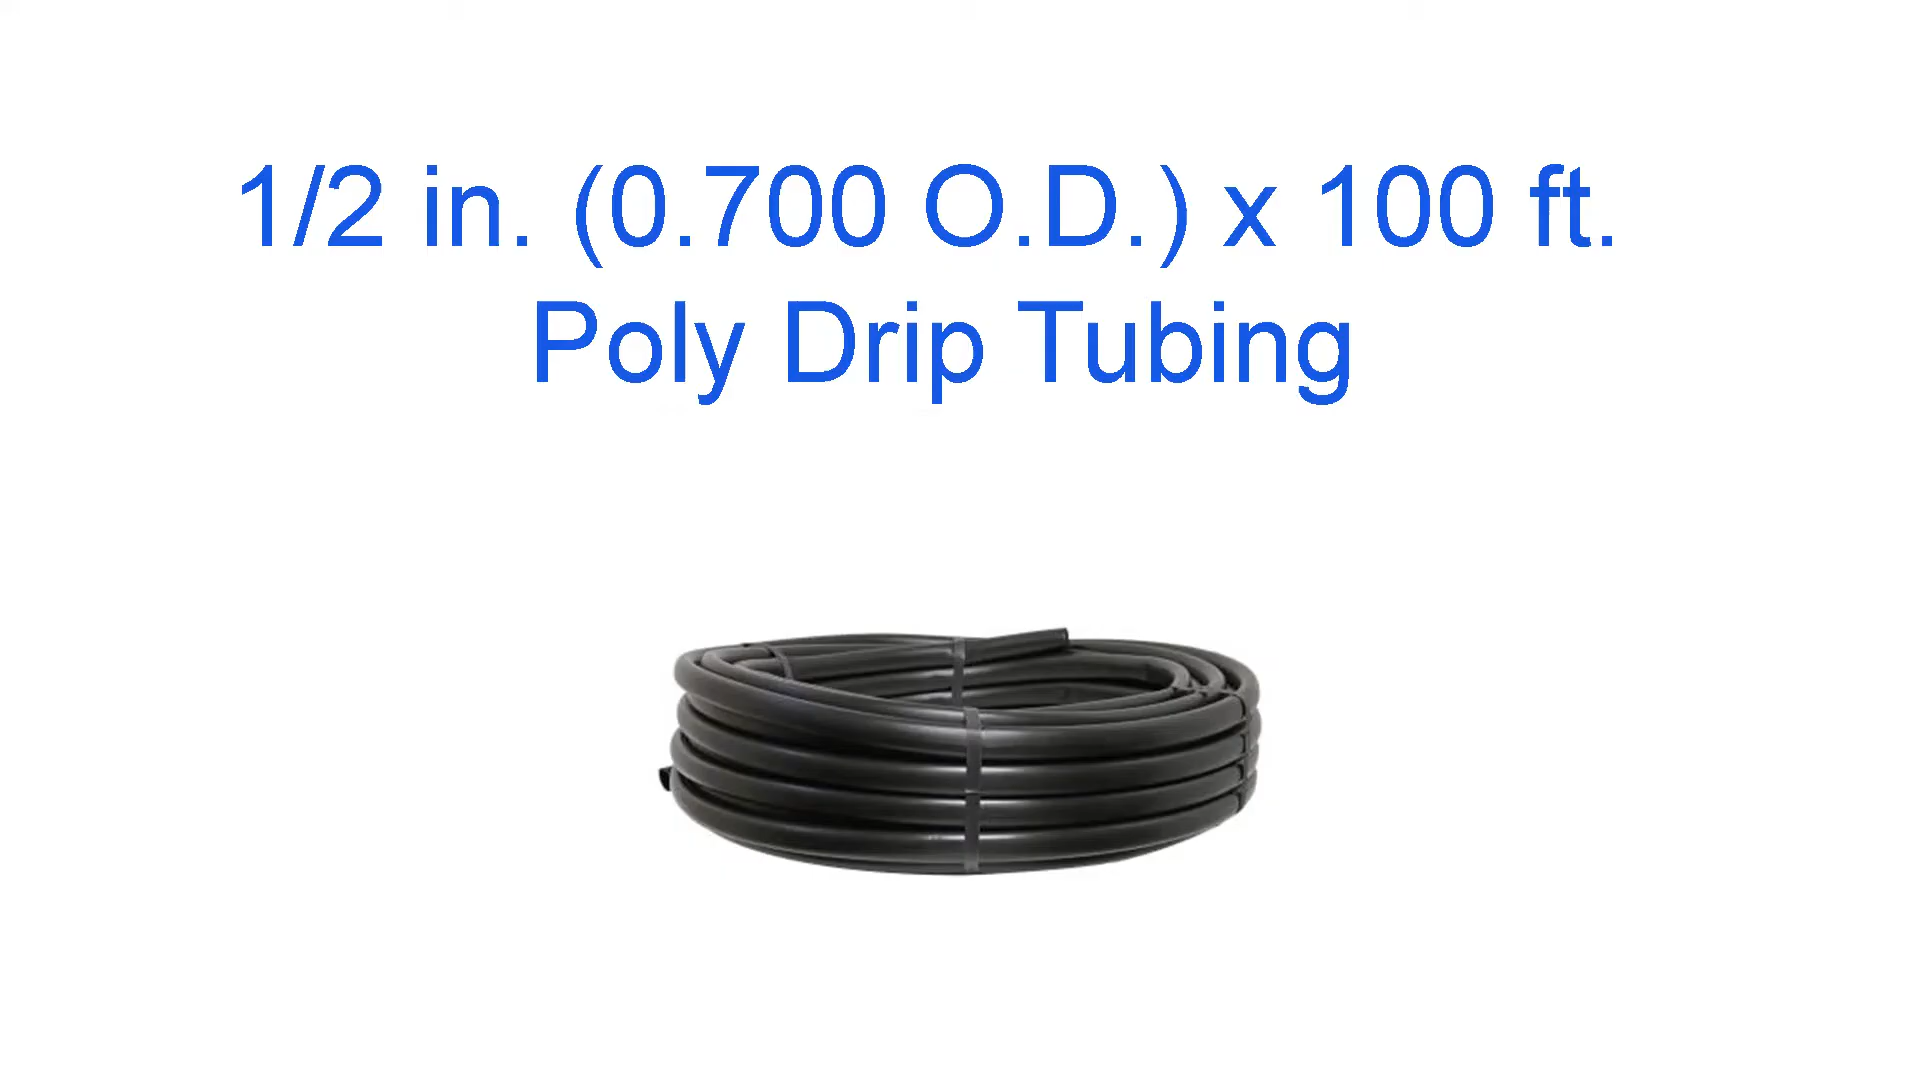 1/2 in. (0.700 O.D.) x 100 ft.
Poly Drip Tubing